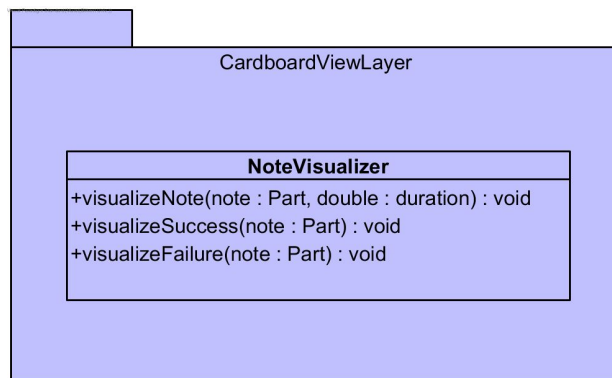 CardboardViewLayer
NoteVisualizer
+visualizeNote(note : Part, double : duration) : void
+visualizeSuccess(note : Part) : void
+visualizeFailure(note : Part) : void